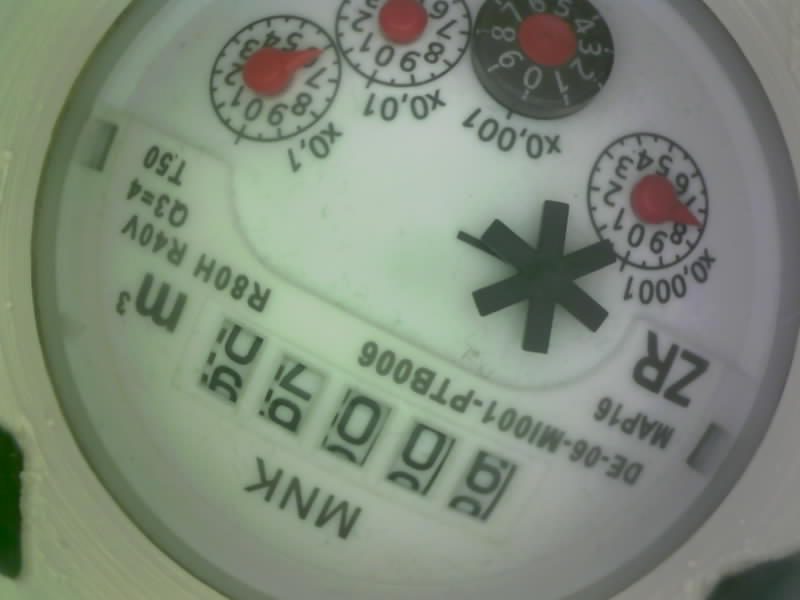 MNK
DE-06-MI001-PTB006
MAP16
ZR
m³
R80H R40V
Q3=4
T.50
x0,0001
x0,001
x0,01
x0,1